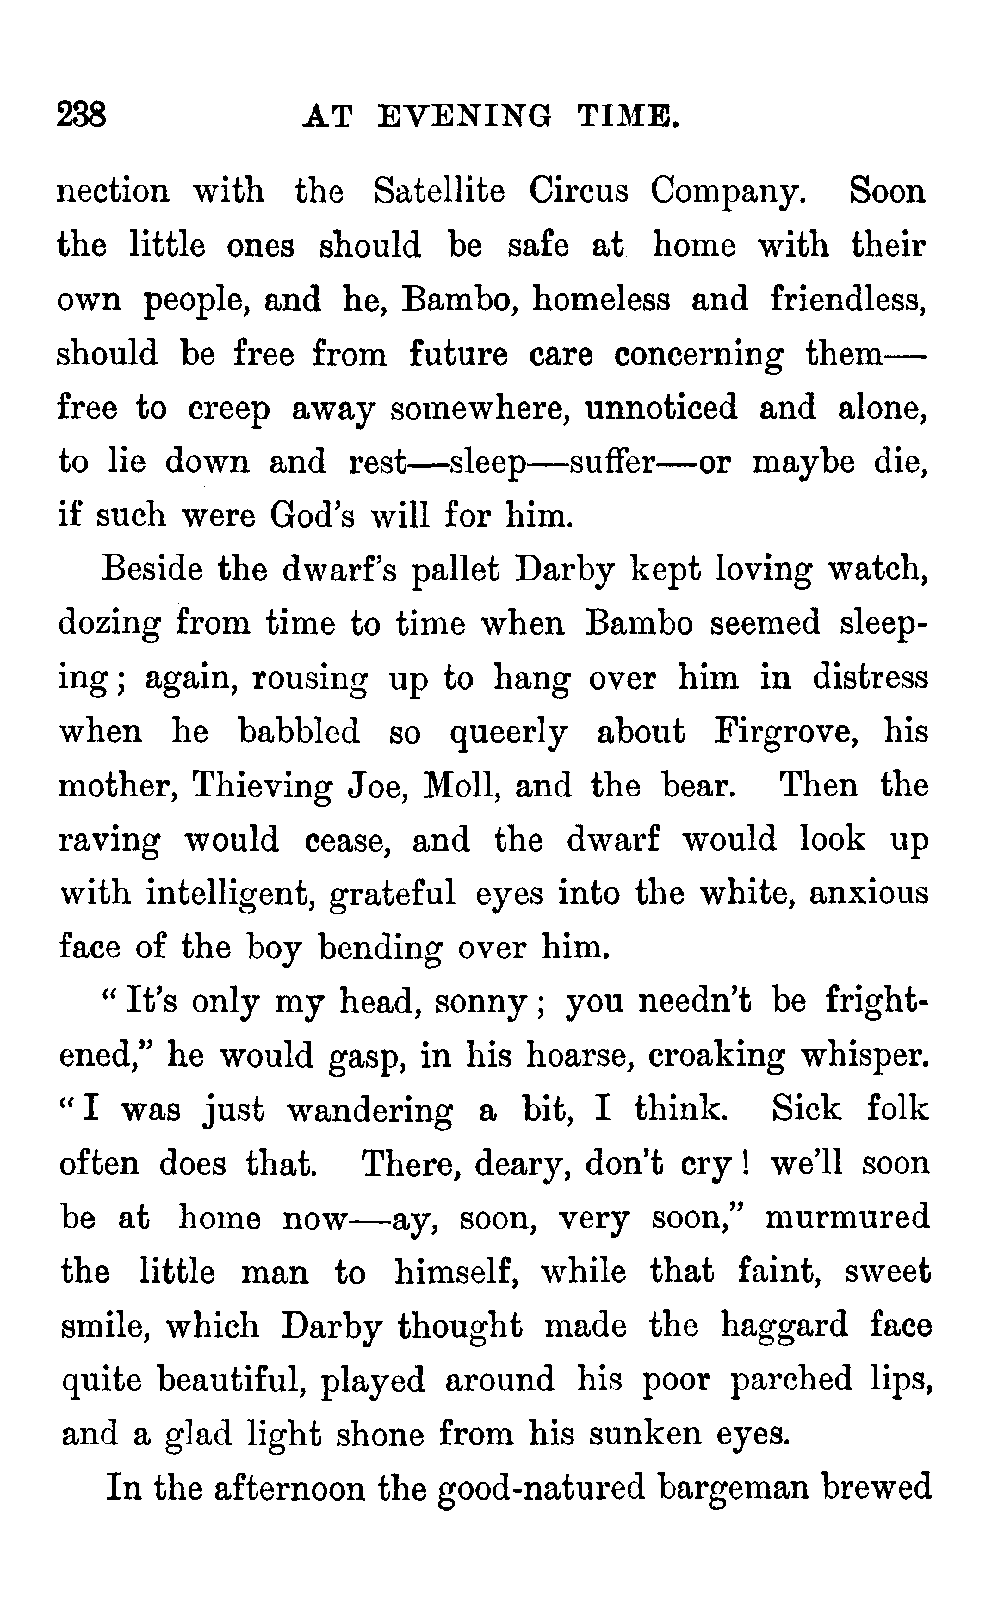 238 AT EVENING TIME.
nection with the Satellite Circus Company. Soon
the little ones should be safe at home with their
own people, and he, Bambo, homeless and friendless,
should be free from future care concerning them—
free to creep away somewhere, unnoticed and alone,
to lie down and rest—sleep—suffer—or maybe die,
if such were God's will for him.
Beside the dwarf's pallet Darby kept loving watch,
dozing from time to time when Bambo seemed sleep-
ing; again, rousing up to hang over him in distress
when he babbled so queerly about Firgrove, his
mother, Thieving Joe, Moll, and the bear. Then the
raving would cease, and the dwarf would look up
with intelligent, grateful eyes into the white, anxious
face of the boy bending over him.
"It's only my head, sonny; you needn't be fright-
ened," he would gasp, in his hoarse, croaking whisper.
"I was just wandering a bit, I think. Sick folk
often does that. There, deary, don't cry! we'll soon
be at home now—ay, soon, very soon," murmured
the little man to himself, while that faint, sweet
smile, which Darby thought made the haggard face
quite beautiful, played around his poor parched lips,
and a glad light shone from his sunken eyes.
In the afternoon the good-natured bargeman brewed